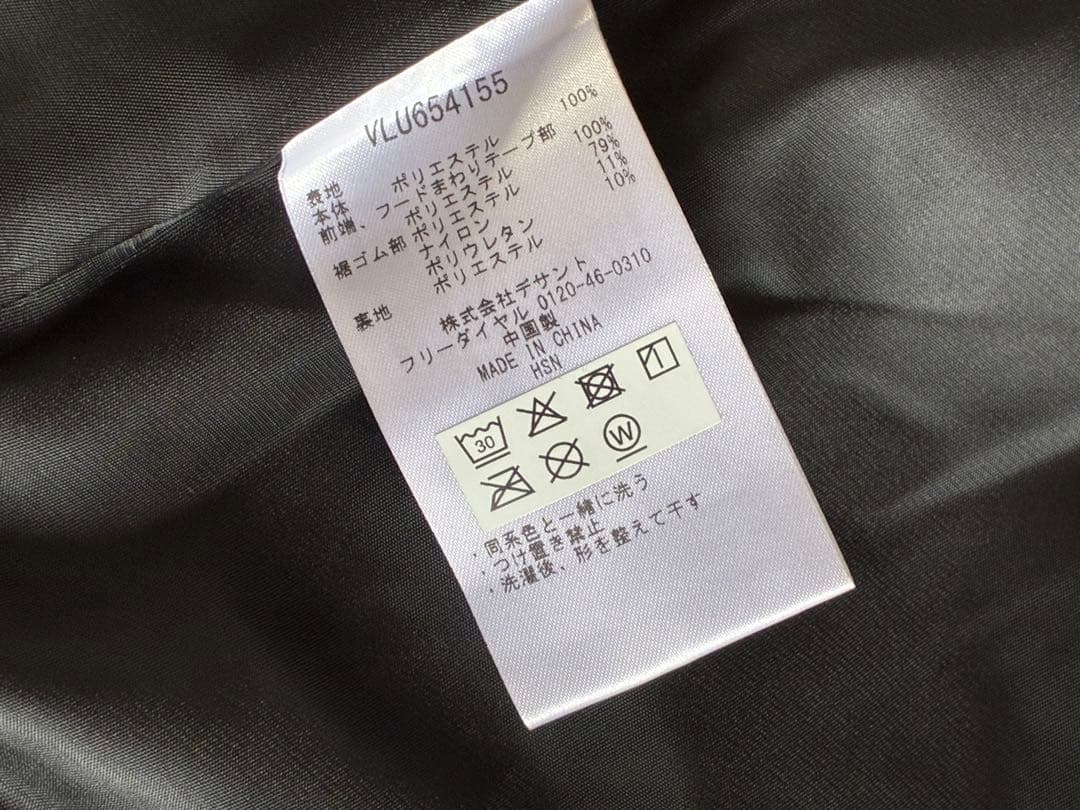 VLU654155
表地
本体 ポリエステル 100%
前端、フードまわりテープ部
ポリエステル 100%
裾ゴム部 ポリエステル 79%
ナイロン 11%
ポリウレタン 10%
裏地 ポリエステル
株式会社デサント
フリーダイヤル 0120-46-0310
中国製
MADE IN CHINA
HSN
30
W
・同系色と一緒に洗う
・つけ置き禁止
・洗濯後、形を整えて干す